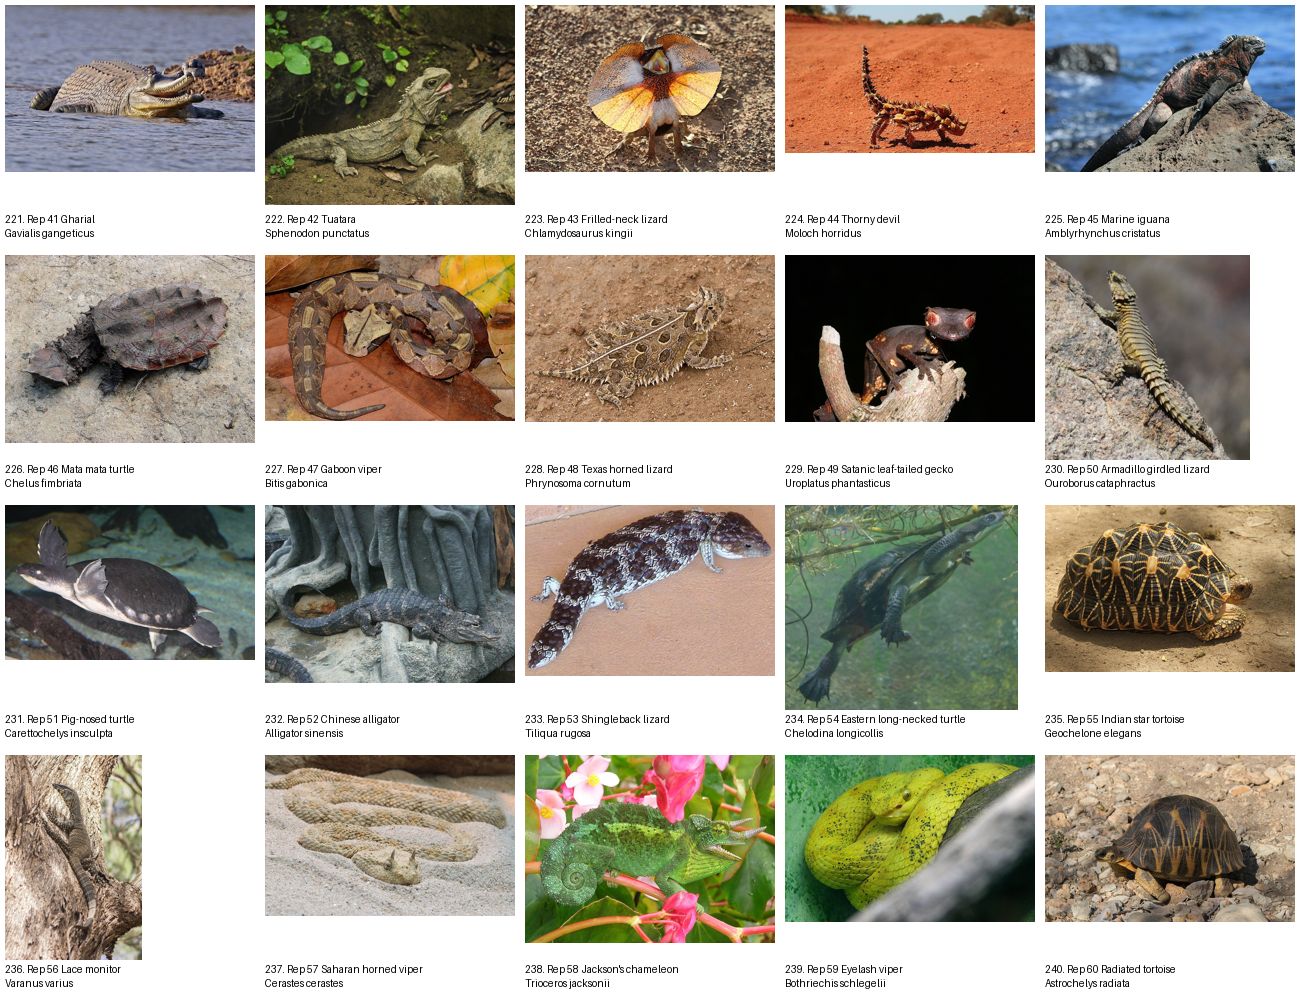 221. Rep 41 Gharial
Gavialis gangeticus
222. Rep 42 Tuatara
Sphenodon punctatus
223. Rep 43 Frilled-neck lizard
Chlamydosaurus kingii
224. Rep 44 Thorny devil
Moloch horridus
225. Rep 45 Marine iguana
Amblyrhynchus cristatus
226. Rep 46 Mata mata turtle
Chelus fimbriata
227. Rep 47 Gaboon viper
Bitis gabonica
228. Rep 48 Texas horned lizard
Phrynosoma cornutum
229. Rep 49 Satanic leaf-tailed gecko
Uroplatus phantasticus
230. Rep 50 Armadillo girdled lizard
Ouroborus cataphractus
231. Rep 51 Pig-nosed turtle
Carettochelys insculpta
232. Rep 52 Chinese alligator
Alligator sinensis
233. Rep 53 Shingleback lizard
Tiliqua rugosa
234. Rep 54 Eastern long-necked turtle
Chelodina longicollis
235. Rep 55 Indian star tortoise
Geochelone elegans
236. Rep 56 Lace monitor
Varanus varius
237. Rep 57 Saharan horned viper
Cerastes cerastes
238. Rep 58 Jackson's chameleon
Trioceros jacksonii
239. Rep 59 Eyelash viper
Bothriechis schlegelii
240. Rep 60 Radiated tortoise
Astrochelys radiata